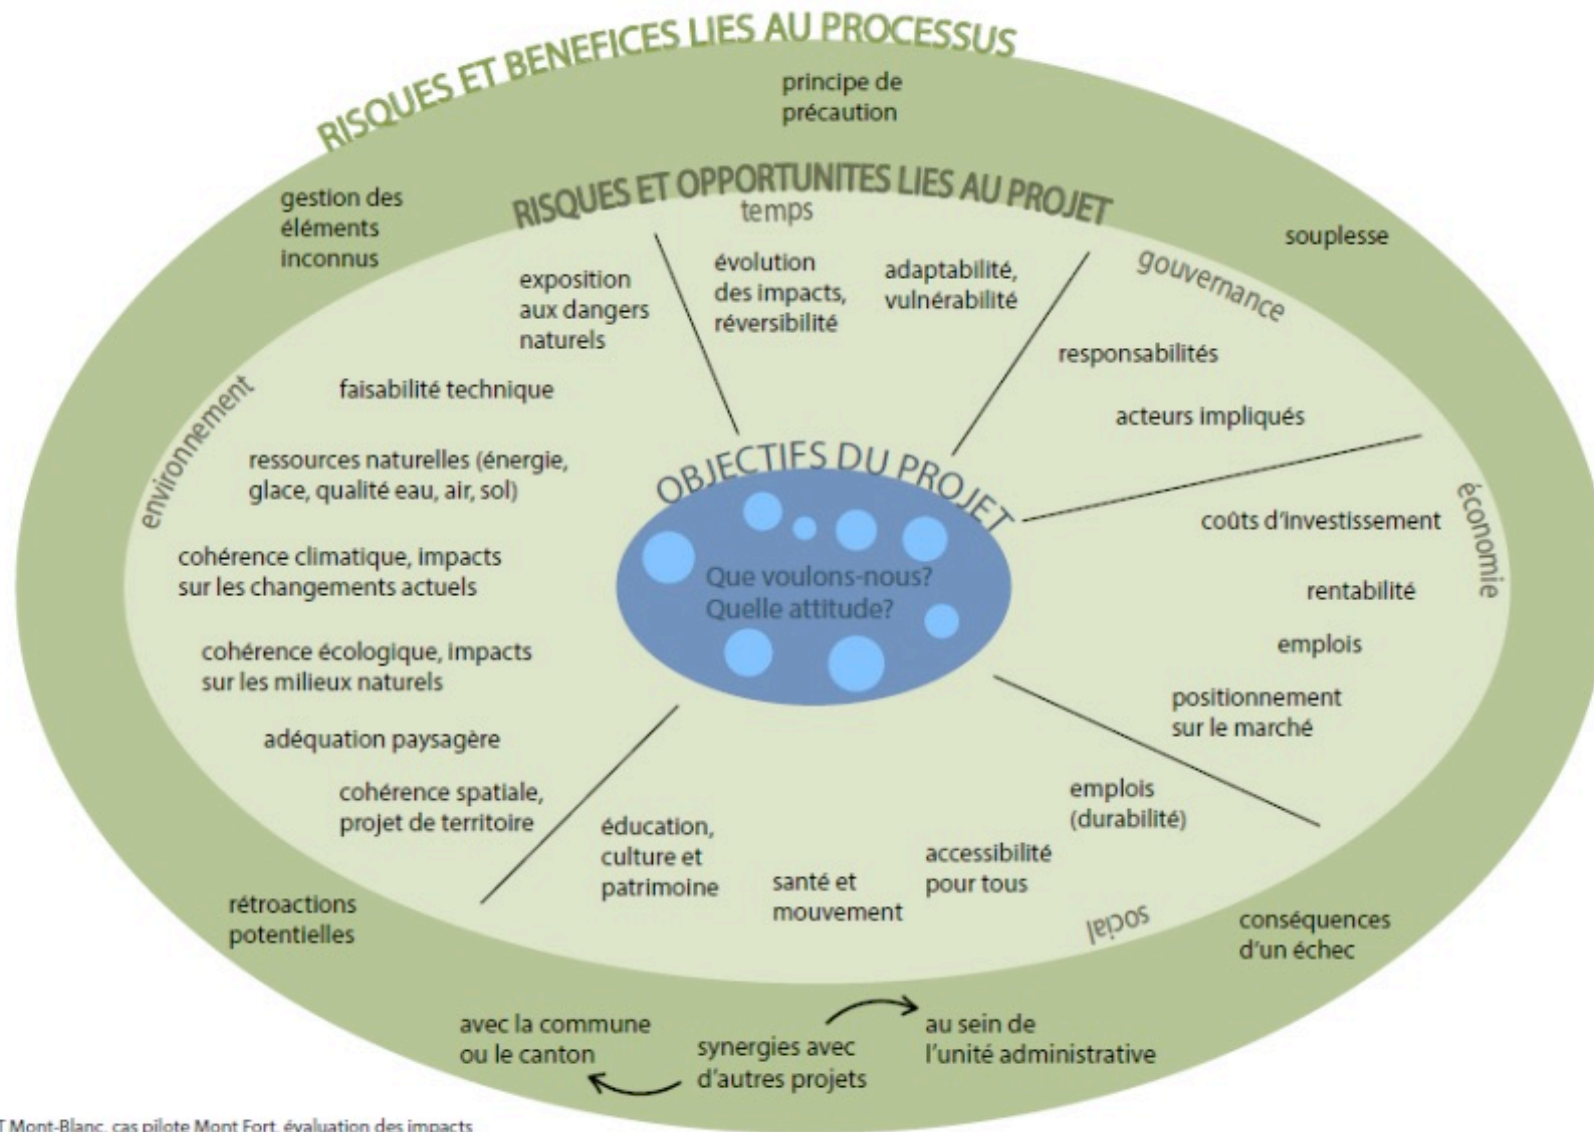 RISQUES ET BENEFICES LIES AU PROCESSUS
principe de
précaution
gestion des
éléments
inconnus
souplesse
RISQUES ET OPPORTUNITES LIES AU PROJET
temps
évolution
des impacts,
réversibilité
adaptabilité,
vulnérabilité
gouvernance
responsabilités
acteurs impliqués
économie
coûts d'investissement
rentabilité
emplois
positionnement
sur le marché
social
emplois
(durabilité)
accessibilité
pour tous
santé et
mouvement
éducation,
culture et
patrimoine
environnement
exposition
aux dangers
naturels
faisabilité technique
ressources naturelles (énergie,
glace, qualité eau, air, sol)
cohérence climatique, impacts
sur les changements actuels
cohérence écologique, impacts
sur les milieux naturels
adéquation paysagère
cohérence spatiale,
projet de territoire
OBJECTIFS DU PROJET
Que voulons-nous?
Quelle attitude?
rétroactions
potentielles
conséquences
d'un échec
avec la commune
ou le canton
synergies avec
d'autres projets
au sein de
l'unité administrative
T Mont-Blanc, cas pilote Mont Fort, évaluation des impacts